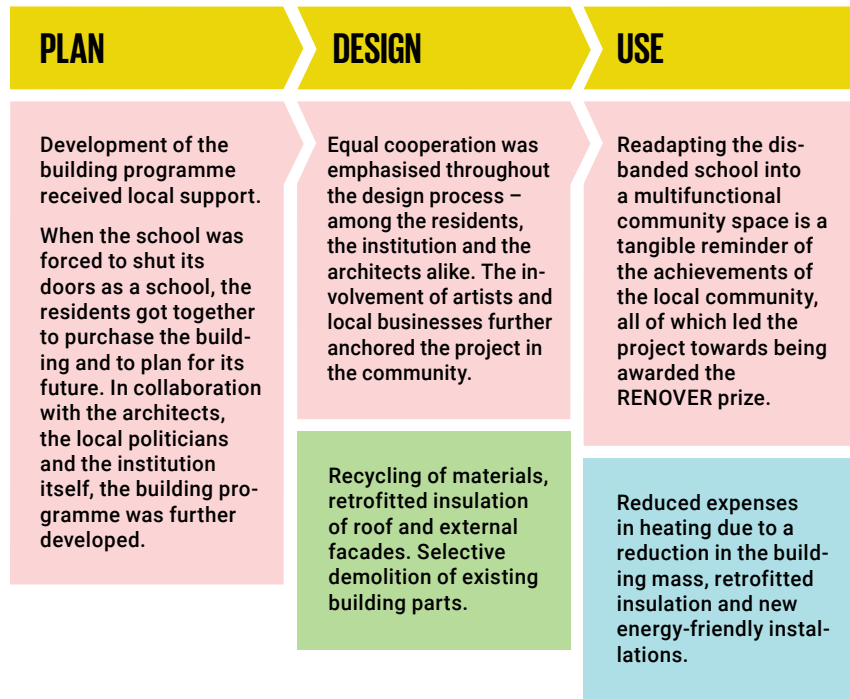 PLAN
Development of the
building programme
received local support.
When the school was
forced to shut its
doors as a school, the
residents got together
to purchase the build-
ing and to plan for its
future. In collaboration
with the architects,
the local politicians
and the institution
itself, the building pro-
gramme was further
developed.
DESIGN
Equal cooperation was
emphasised throughout
the design process –
among the residents,
the institution and the
architects alike. The in-
volvement of artists and
local businesses further
anchored the project in
the community.
Recycling of materials,
retrofitted insulation
of roof and external
facades. Selective
demolition of existing
building parts.
USE
Readapting the dis-
banded school into
a multifunctional
community space is a
tangible reminder of
the achievements of
the local community,
all of which led the
project towards being
awarded the
RENOVER prize.
Reduced expenses
in heating due to a
reduction in the build-
ing mass, retrofitted
insulation and new
energy-friendly instal-
lations.